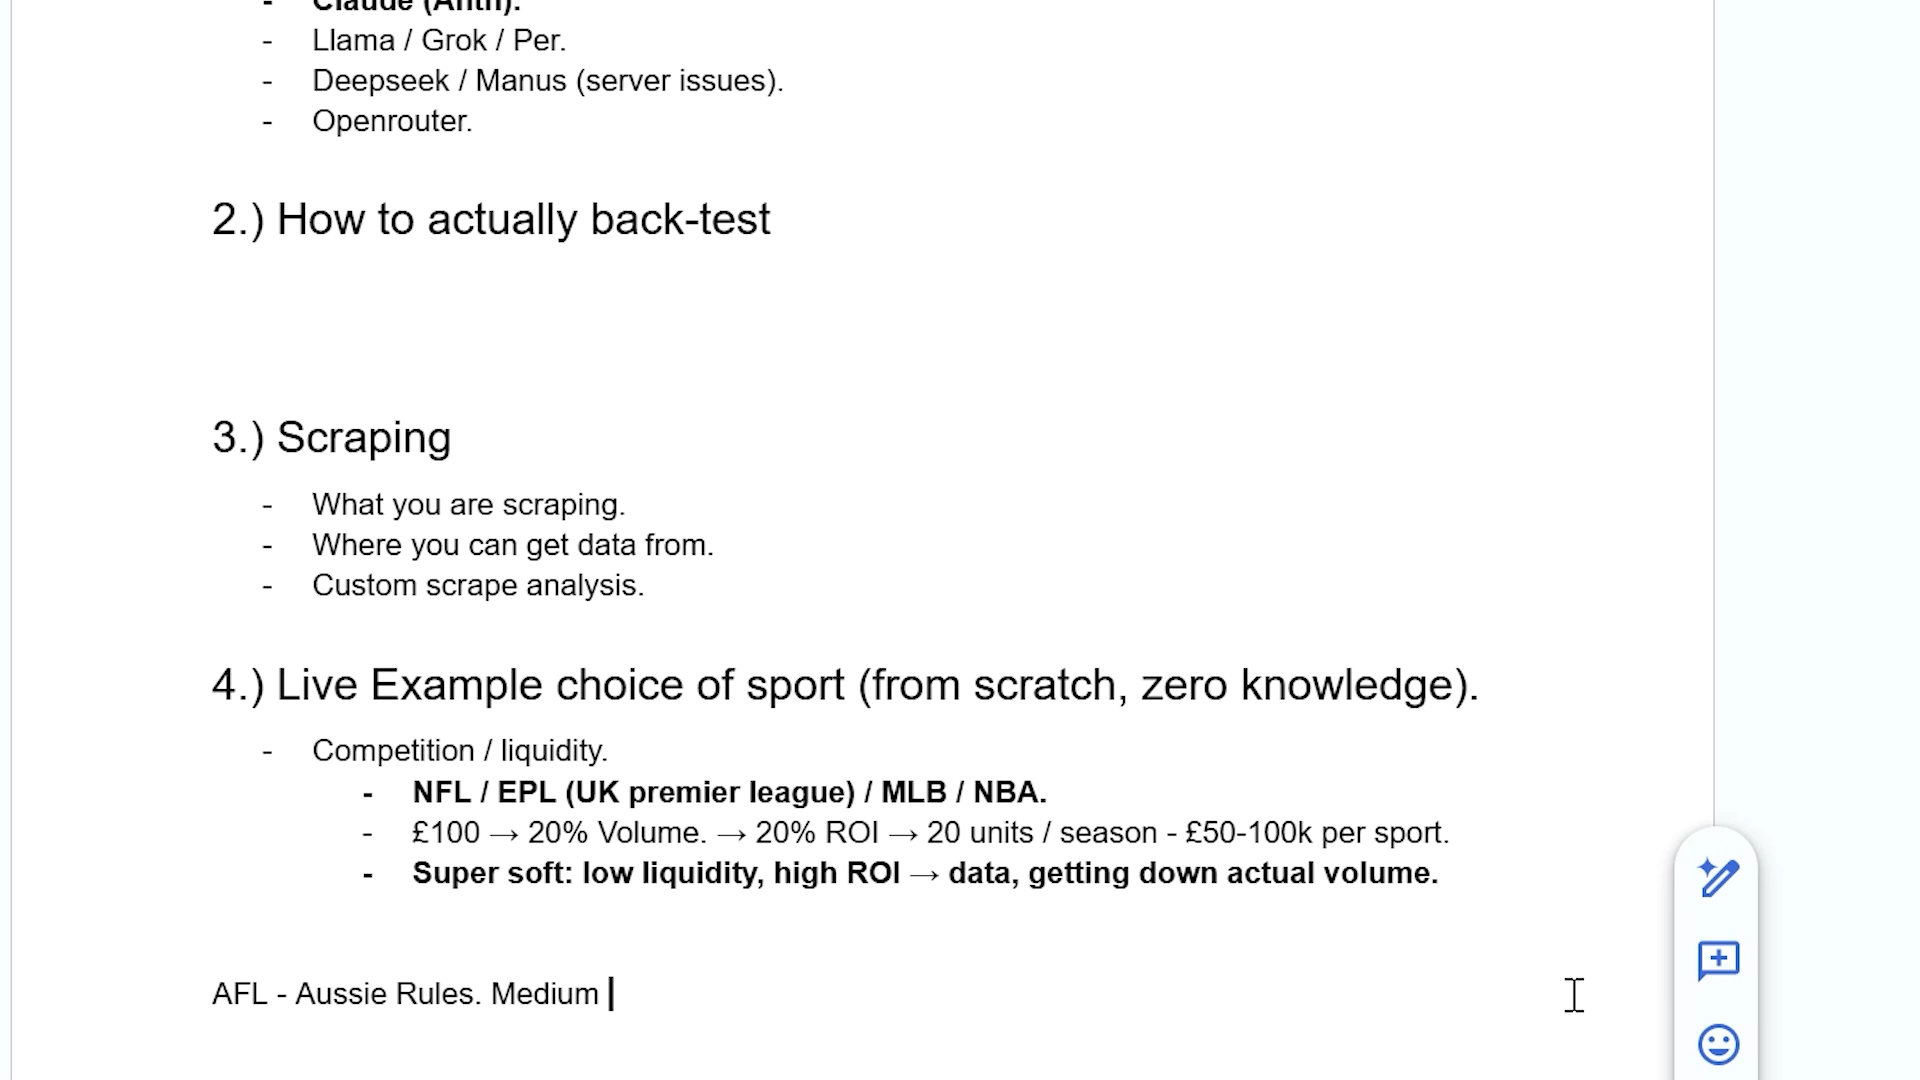 - Claude (Anth).
- Llama / Grok / Per.
- Deepseek / Manus (server issues).
- Openrouter.
2.) How to actually back-test
3.) Scraping
- What you are scraping.
- Where you can get data from.
- Custom scrape analysis.
4.) Live Example choice of sport (from scratch, zero knowledge).
- Competition / liquidity.
- NFL / EPL (UK premier league) / MLB / NBA.
- £100 → 20% Volume. → 20% ROI → 20 units / season - £50-100k per sport.
- Super soft: low liquidity, high ROI → data, getting down actual volume.
AFL - Aussie Rules. Medium